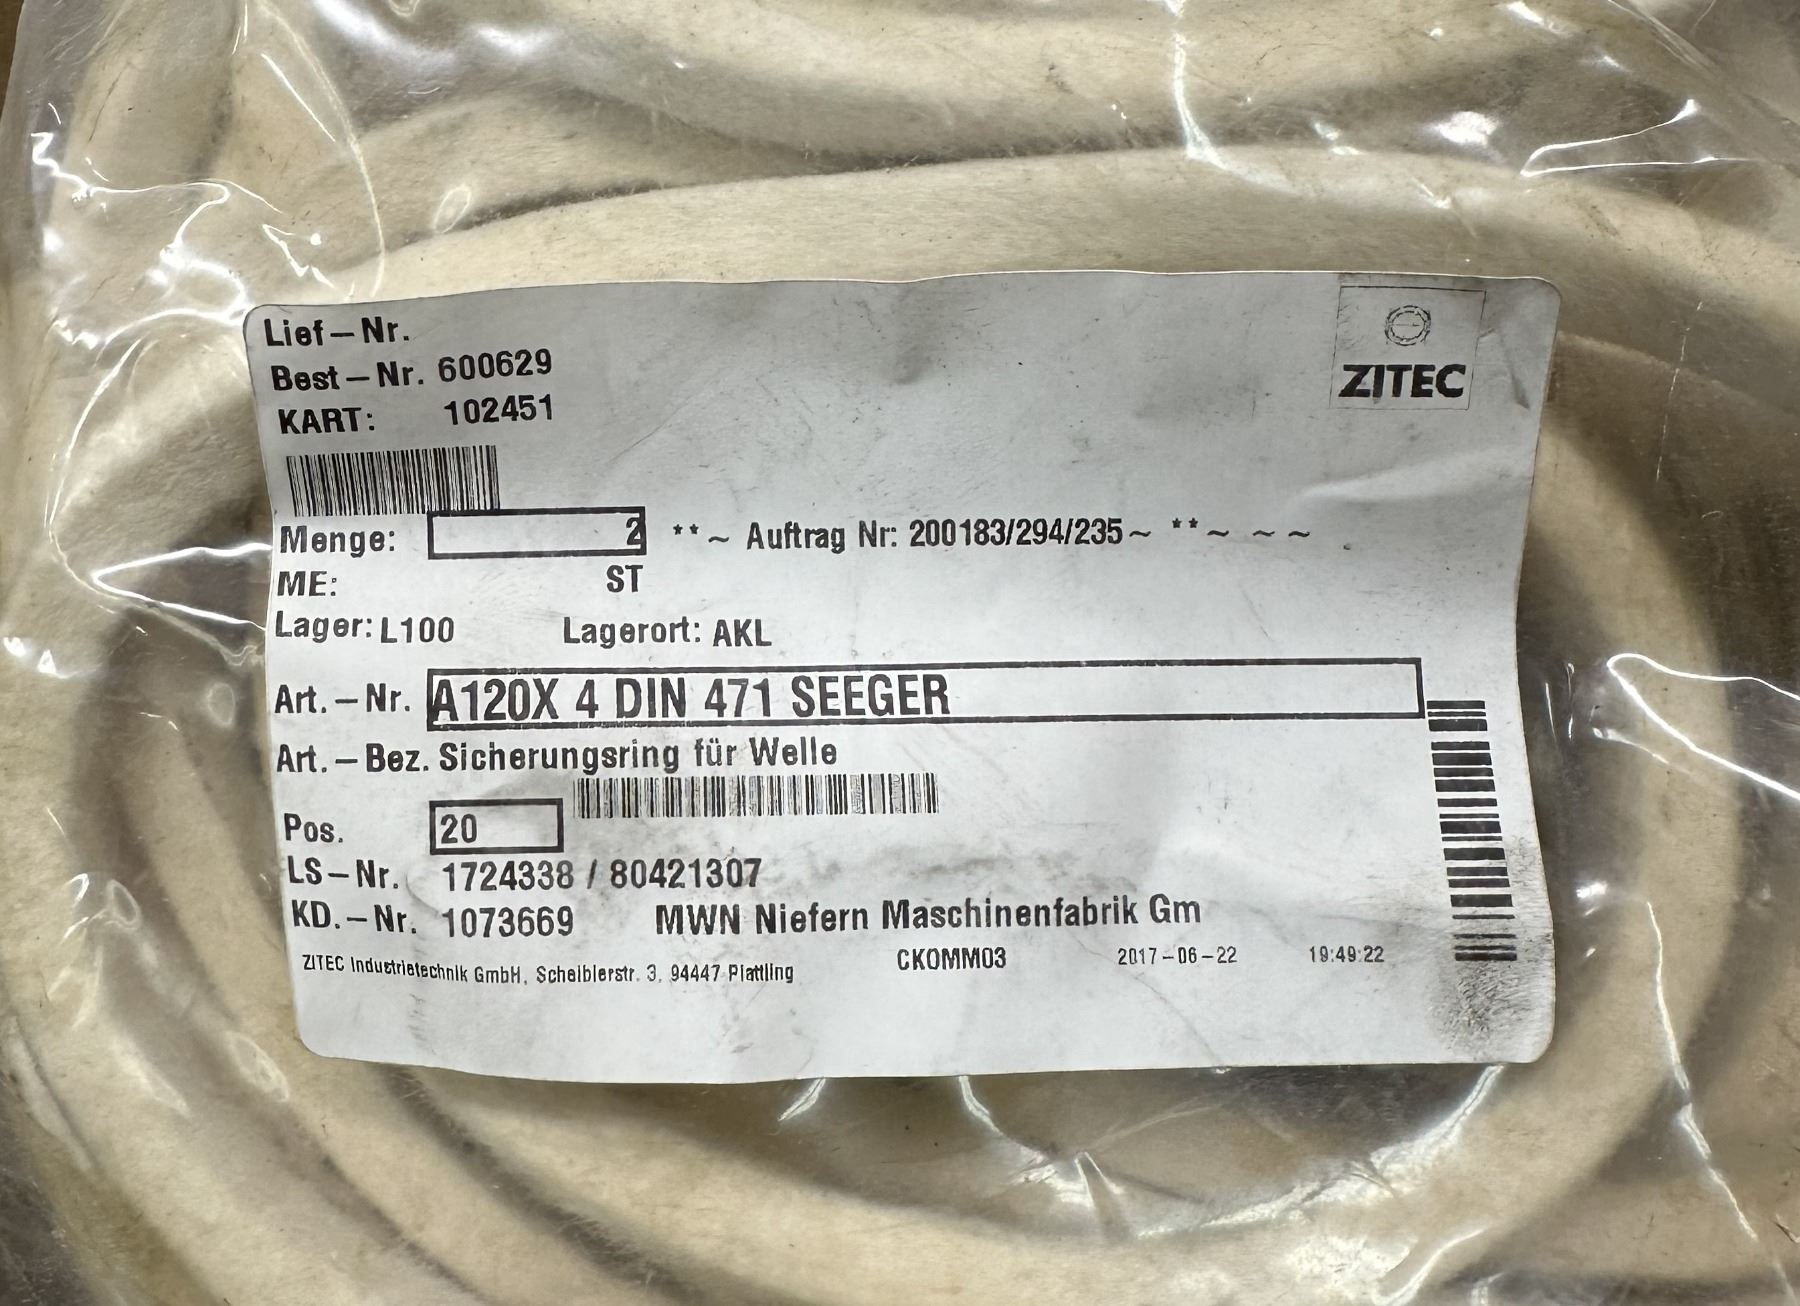 Lief-Nr.
ZITEC
Best-Nr. 600629
KART: 102451
Menge: 2 **~ Auftrag Nr: 200183/294/235~ **~ ~ ~
ME: ST
Lager: L100 Lagerort: AKL
Art.-Nr. A120X 4 DIN 471 SEEGER
Art.-Bez. Sicherungsring für Welle
Pos. 20
LS-Nr. 1724338 / 80421307
KD.-Nr. 1073669 MWN Niefern Maschinenfabrik Gm
ZITEC Industrietechnik GmbH, Scheiblerstr. 3, 94447 Plattling CKOMM03 2017-06-22 19:49:22